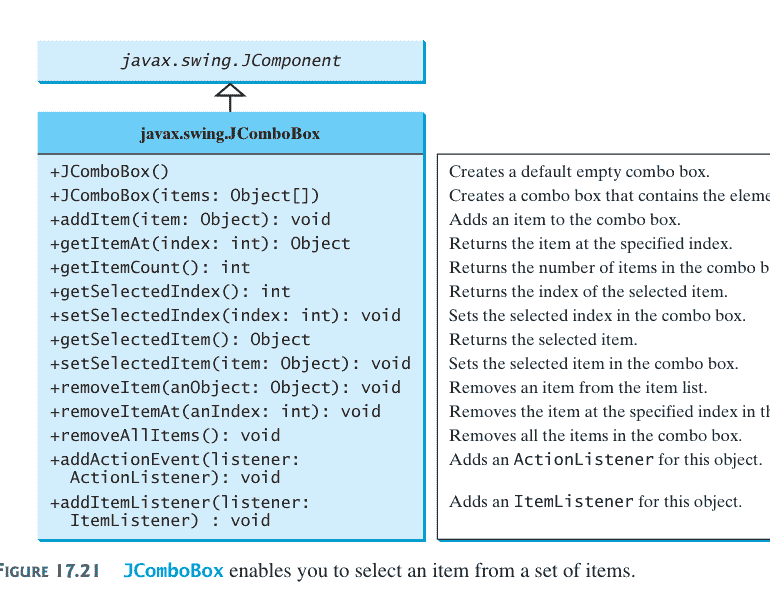 javax.swing.JComponent
javax.swing.JComboBox
+JComboBox() Creates a default empty combo box.
+JComboBox(items: Object[]) Creates a combo box that contains the
+addItem(item: Object): void Adds an item to the combo box.
+getItemAt(index: int): Object Returns the item at the specified index.
+getItemCount(): int Returns the number of items in the combo
+getSelectedIndex(): int Returns the index of the selected item.
+setSelectedIndex(index: int): void Sets the selected index in the combo box.
+getSelectedItem(): Object Returns the selected item.
+setSelectedItem(item: Object): void Sets the selected item in the combo box.
+removeItem(anObject: Object): void Removes an item from the item list.
+removeItemAt(anIndex: int): void Removes the item at the specified index in
+removeAllItems(): void Removes all the items in the combo box.
+addActionEvent(listener: Adds an ActionListener for this object.
ActionListener): void
+addItemListener(listener: Adds an ItemListener for this object.
ItemListener) : void
FIGURE 17.21 JComboBox enables you to select an item from a set of items.